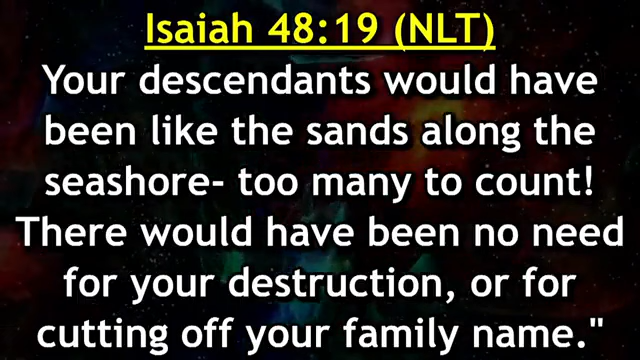 Isaiah 48:19 (NLT)
Your descendants would have
been like the sands along the
seashore- too many to count!
There would have been no need
for your destruction, or for
cutting off your family name."